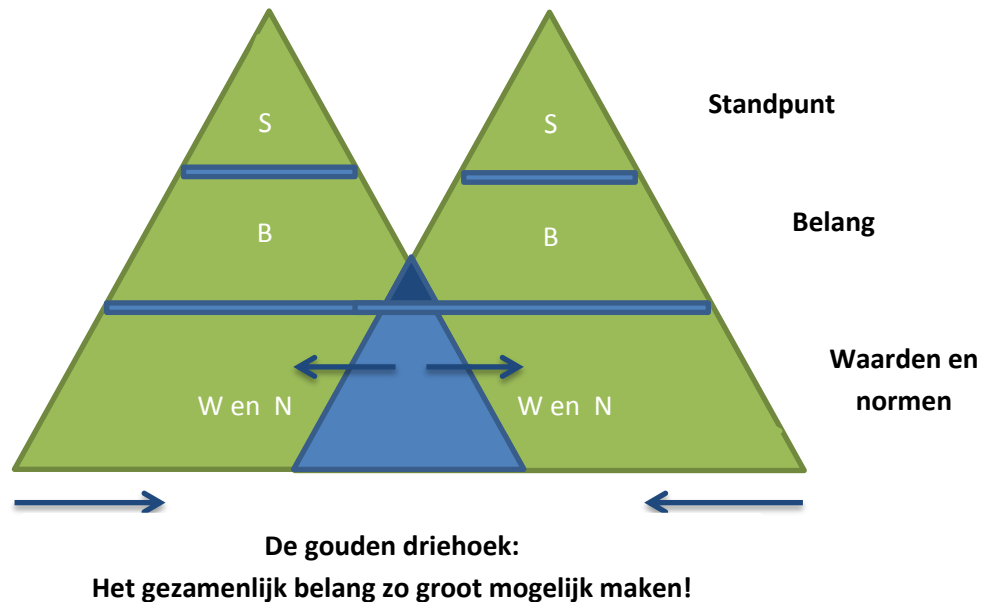 S
S
Standpunt
B
B
Belang
W en  N
W en  N
Waarden en
normen
De gouden driehoek:
Het gezamenlijk belang zo groot mogelijk maken!